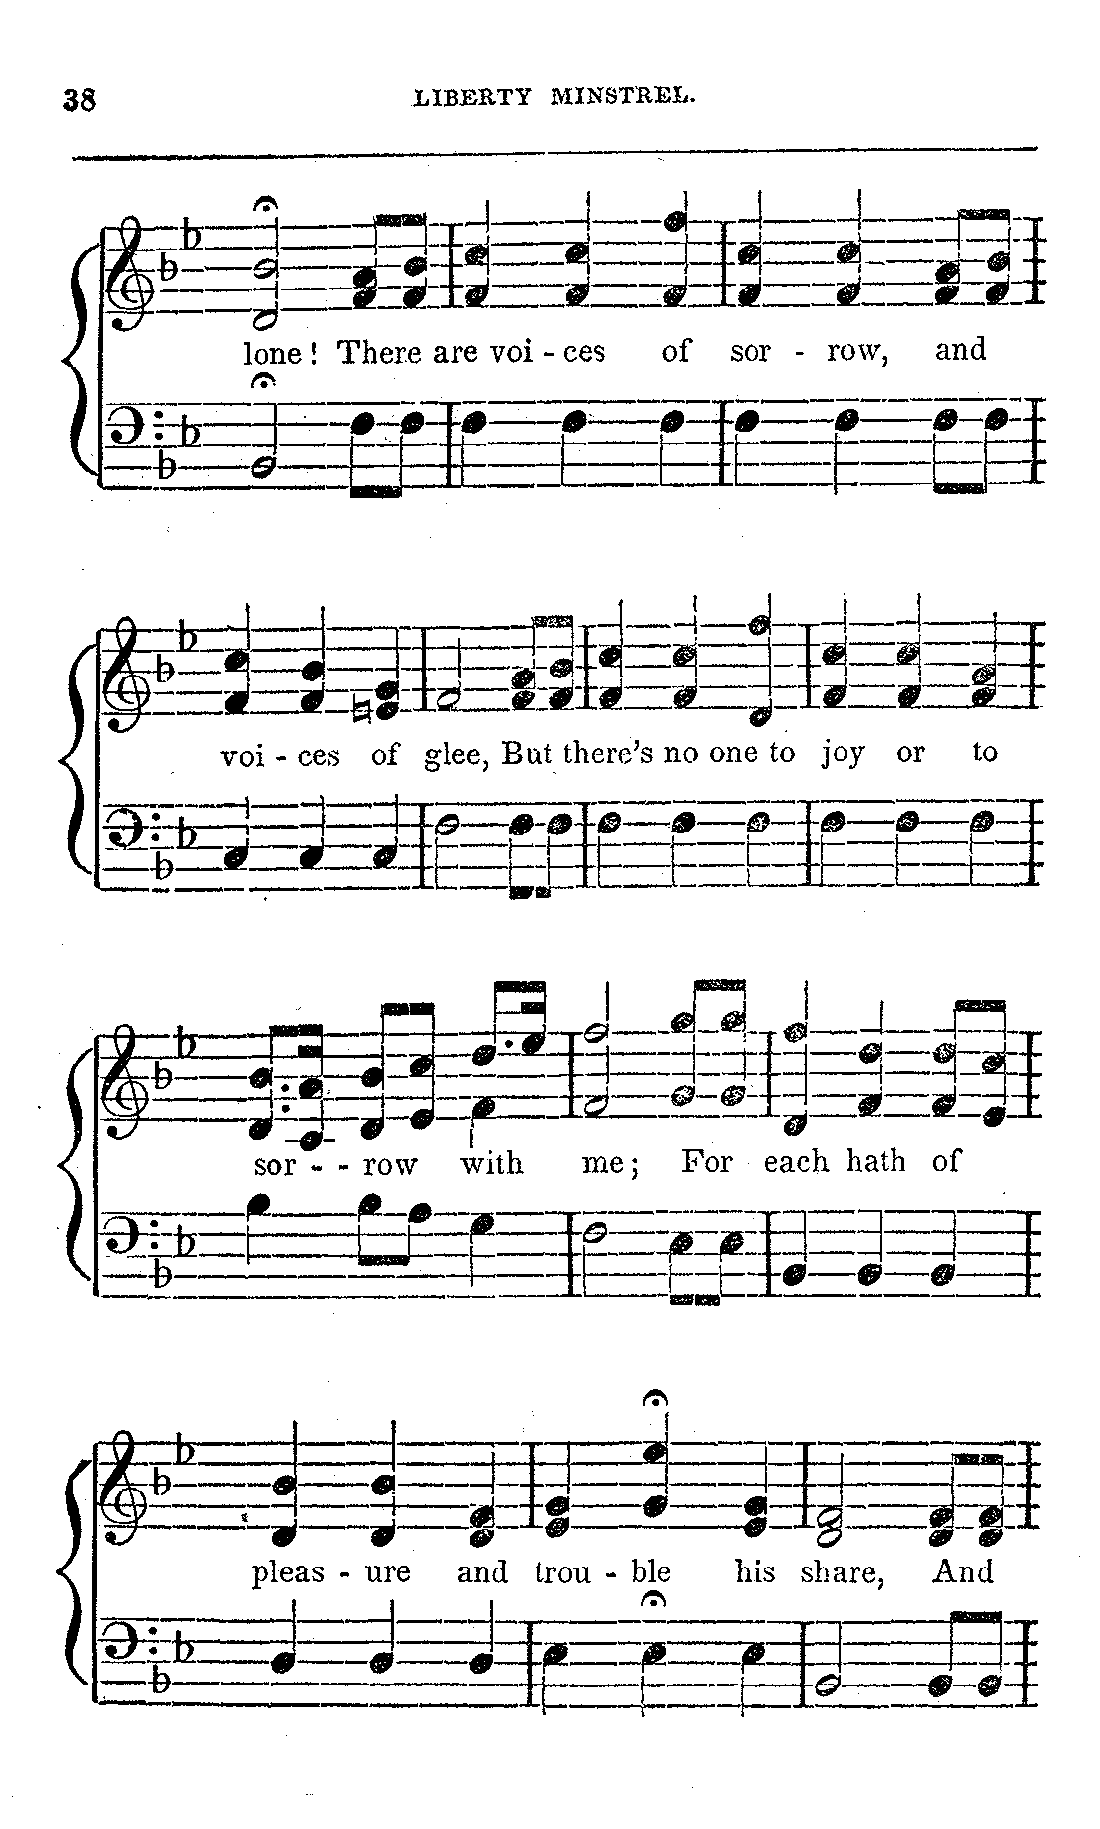 38 LIBERTY MINSTREL.
lone! There are voi - ces of sor - row, and
voi - ces of glee, But there's no one to joy or to
sor - - row with me; For each hath of
pleas - ure and trou - ble his share, And